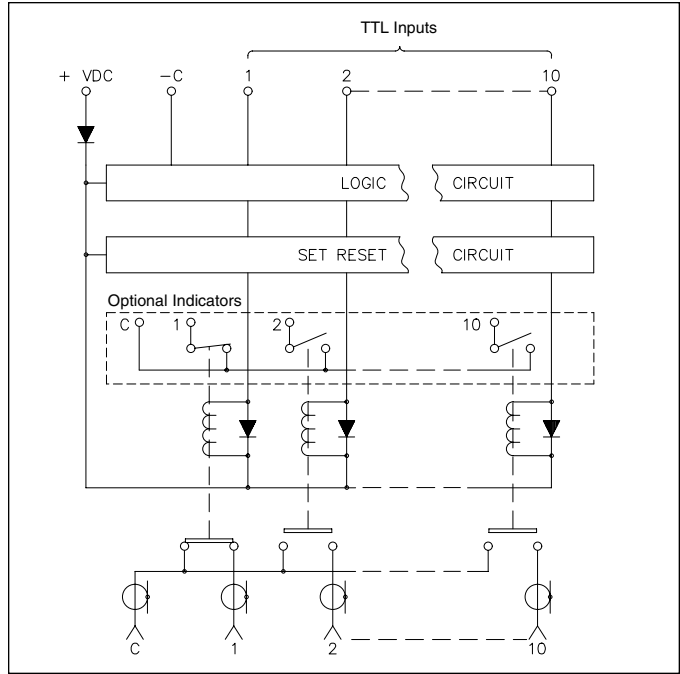 TTL Inputs
+ VDC -C 1 2 10
LOGIC CIRCUIT
SET RESET CIRCUIT
Optional Indicators
C 1 2 10
C 1 2 10